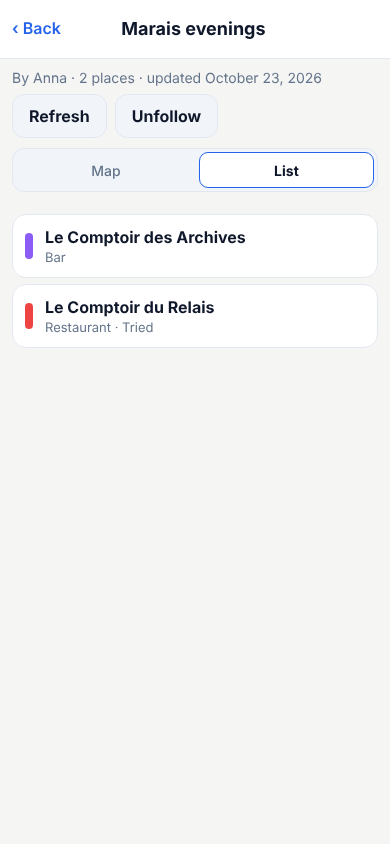 ‹ Back
Marais evenings
By Anna · 2 places · updated October 23, 2026
Refresh
Unfollow
Map
List
Le Comptoir des Archives
Bar
Le Comptoir du Relais
Restaurant · Tried